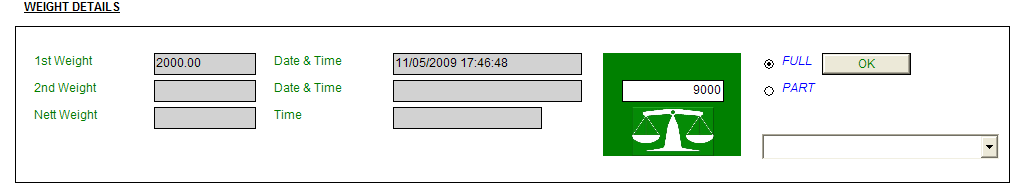 WEIGHT DETAILS
1st Weight 2000.00 Date & Time 11/05/2009 17:46:48 FULL OK
2nd Weight Date & Time 9000 PART
Nett Weight Time